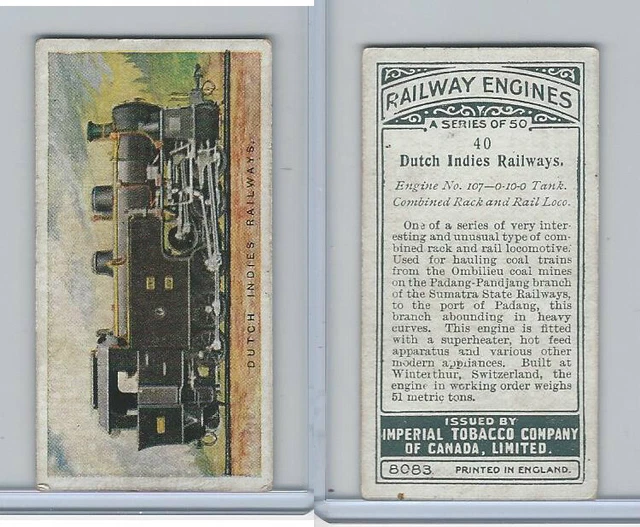 DUTCH INDIES RAILWAYS.
RAILWAY ENGINES
A SERIES OF 50
40
Dutch Indies Railways.
Engine No. 107—0-10-0 Tank.
Combined Rack and Rail Loco.
One of a series of very inter-
esting and unusual type of com-
bined rack and rail locomotive.
Used for hauling coal trains
from the Ombilieu coal mines
on the Padang-Pandjang branch
of the Sumatra State Railways,
to the port of Padang, this
branch abounding in heavy
curves. This engine is fitted
with a superheater, hot feed
apparatus and various other
modern appliances. Built at
Winterthur, Switzerland, the
engine in working order weighs
51 metric tons.
ISSUED BY
IMPERIAL TOBACCO COMPANY
OF CANADA, LIMITED.
8083 PRINTED IN ENGLAND.